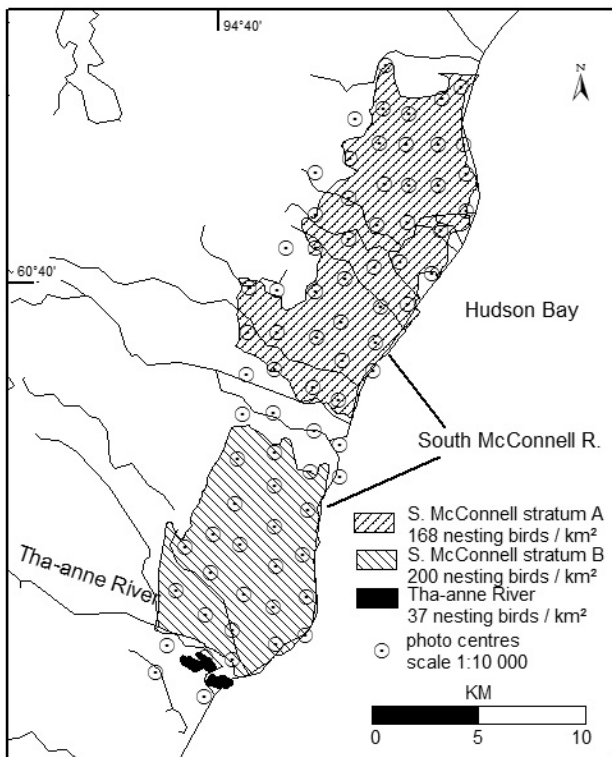 94°40'
N
60°40'
Hudson Bay
South McConnell R.
S. McConnell stratum A
168 nesting birds / km²
S. McConnell stratum B
200 nesting birds / km²
Tha-anne River
Tha-anne River
37 nesting birds / km²
photo centres
scale 1:10 000
KM
0 5 10